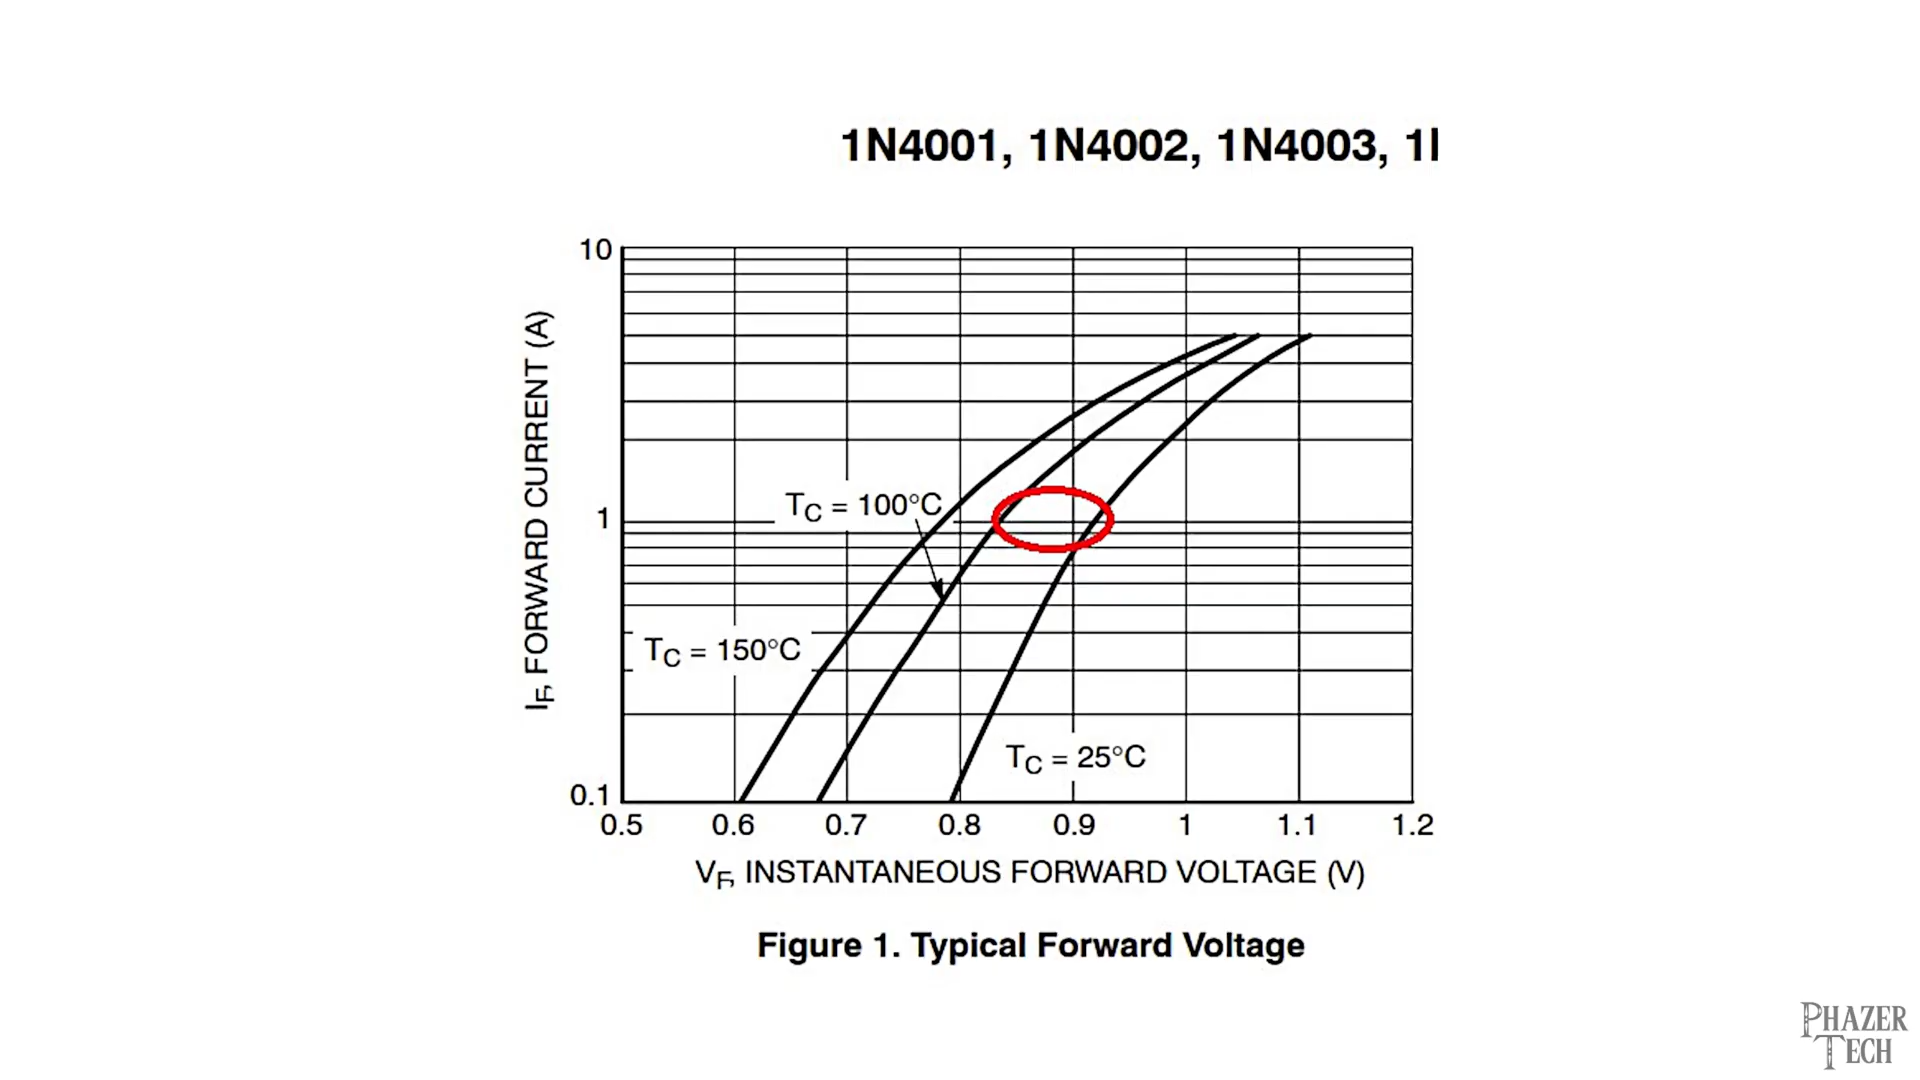 1N4001, 1N4002, 1N4003, 1
10
1
0.1
IF, FORWARD CURRENT (A)
TC = 100°C
TC = 150°C
TC = 25°C
0.5 0.6 0.7 0.8 0.9 1 1.1 1.2
VF, INSTANTANEOUS FORWARD VOLTAGE (V)
Figure 1. Typical Forward Voltage
PHAZER
TECH